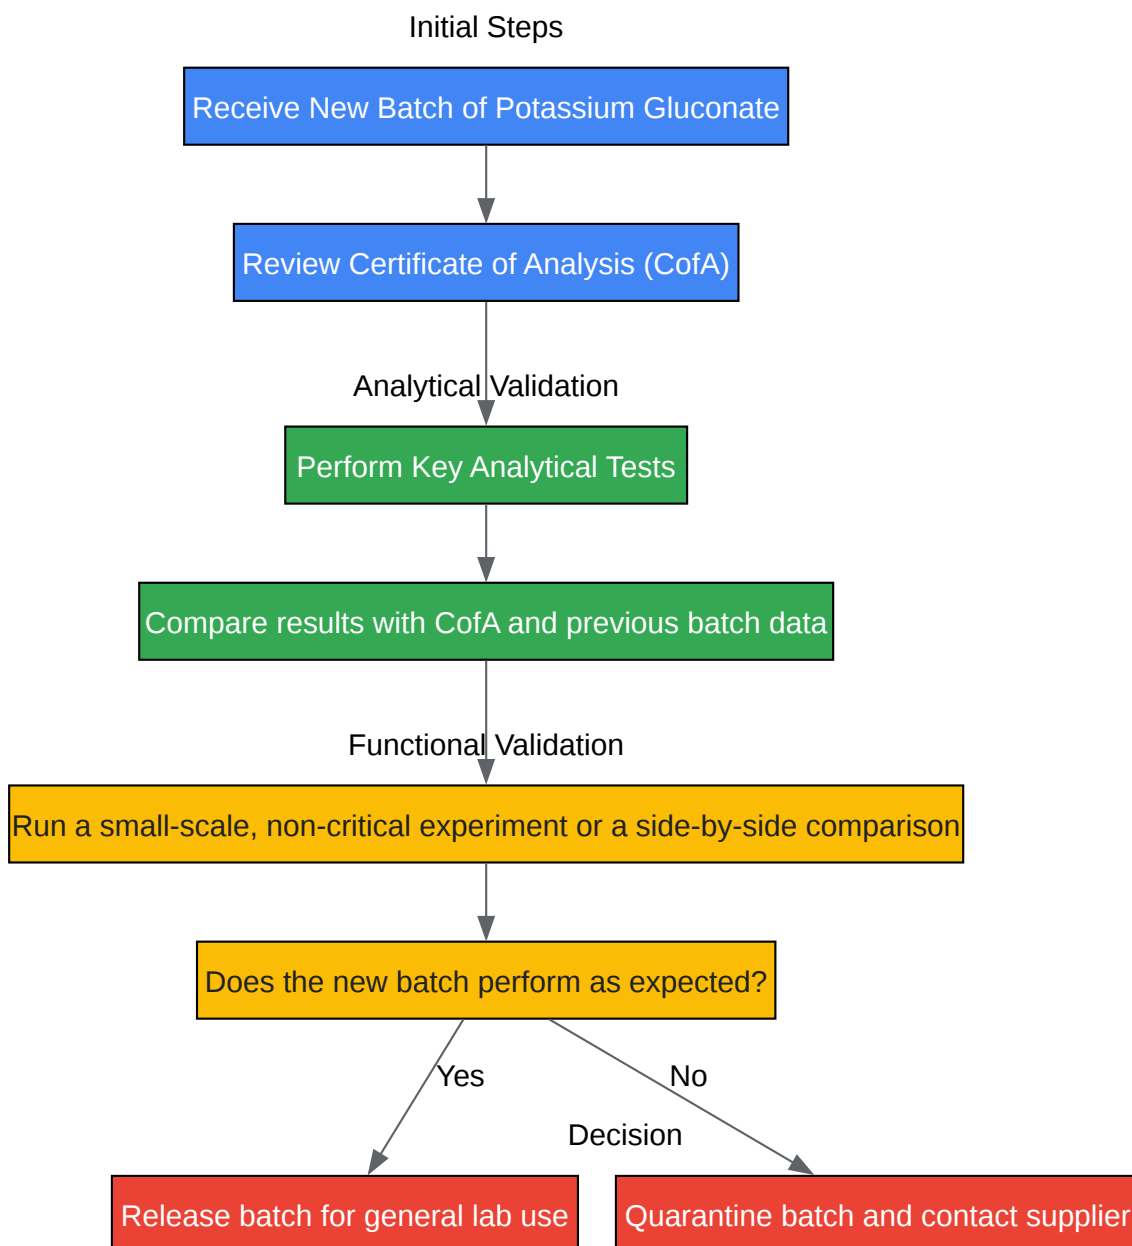 Initial Steps
Receive New Batch of Potassium Gluconate
Review Certificate of Analysis (CofA)
Analytical Validation
Perform Key Analytical Tests
Compare results with CofA and previous batch data
Functional Validation
Run a small-scale, non-critical experiment or a side-by-side comparison
Does the new batch perform as expected?
Yes
No
Decision
Release batch for general lab use
Quarantine batch and contact supplier